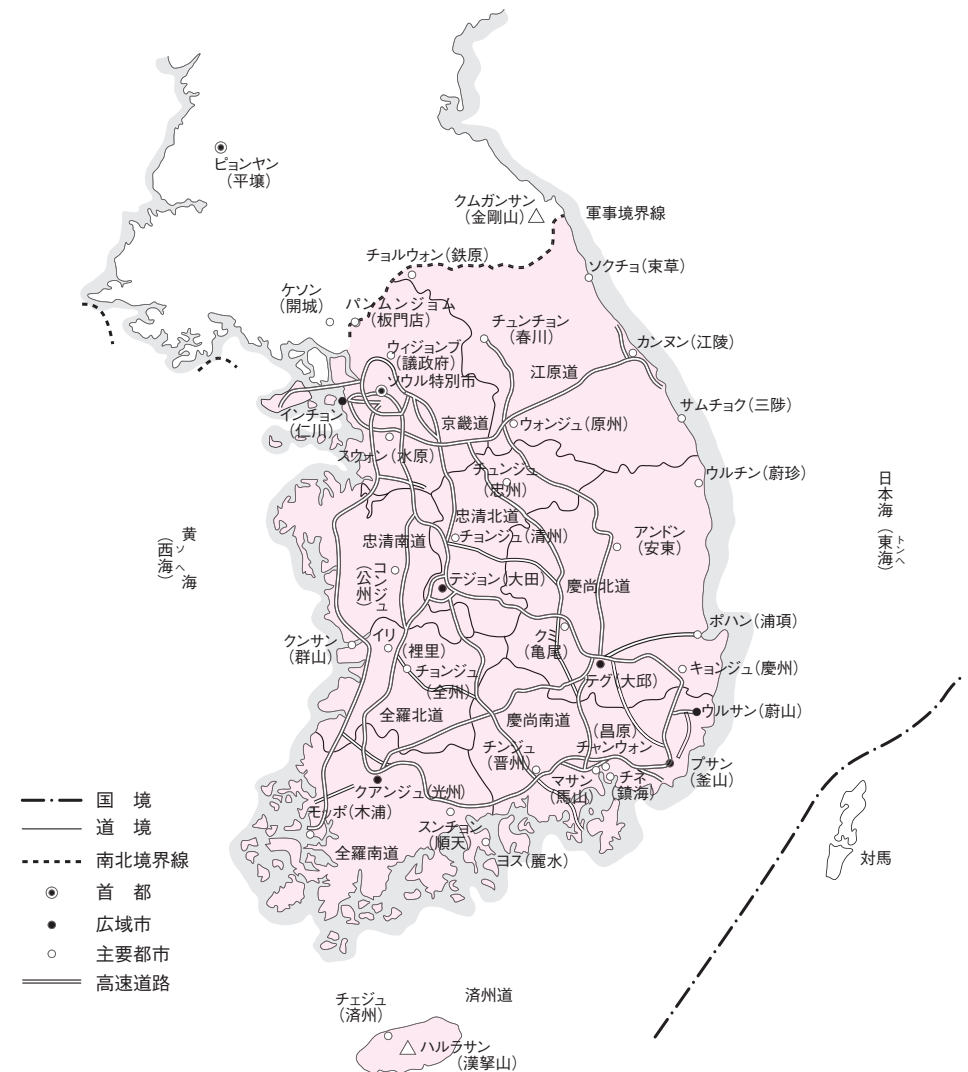 ピョンヤン
（平壌）
クムガンサン
（金剛山）
軍事境界線
チョルウォン（鉄原）
ソクチョ（束草）
ケソン
（開城）
パンムンジョム
（板門店）
チュンチョン
（春川）
カンヌン（江陵）
ウィジョンブ
（議政府）
ソウル特別市
江原道
サムチョク（三陟）
インチョン
（仁川）
京畿道
ウォンジュ（原州）
スウォン（水原）
チュンジュ
（忠州）
ウルチン（蔚珍）
日本海（東海）
トンヘ
黄海
（西海）
ソヘ
忠清北道
忠清南道
チョンジュ（清州）
アンドン
（安東）
コンジュ
（公州）
テジョン（大田）
慶尚北道
ポハン（浦項）
クンサン
（群山）
イリ（裡里）
クミ
（亀尾）
チョンジュ
（全州）
キョンジュ（慶州）
テグ（大邱）
全羅北道
慶尚南道
ウルサン（蔚山）
（昌原）
チャンウォン
チンジュ
（晋州）
プサン
（釜山）
マサン
（馬山）
チネ
（鎮海）
クアンジュ（光州）
モッポ（木浦）
スンチョン
（順天）
全羅南道
ヨス（麗水）
対馬
国　境
道　境
南北境界線
首　都
広域市
主要都市
高速道路
チェジュ
（済州）
済州道
ハルラサン
（漢拏山）